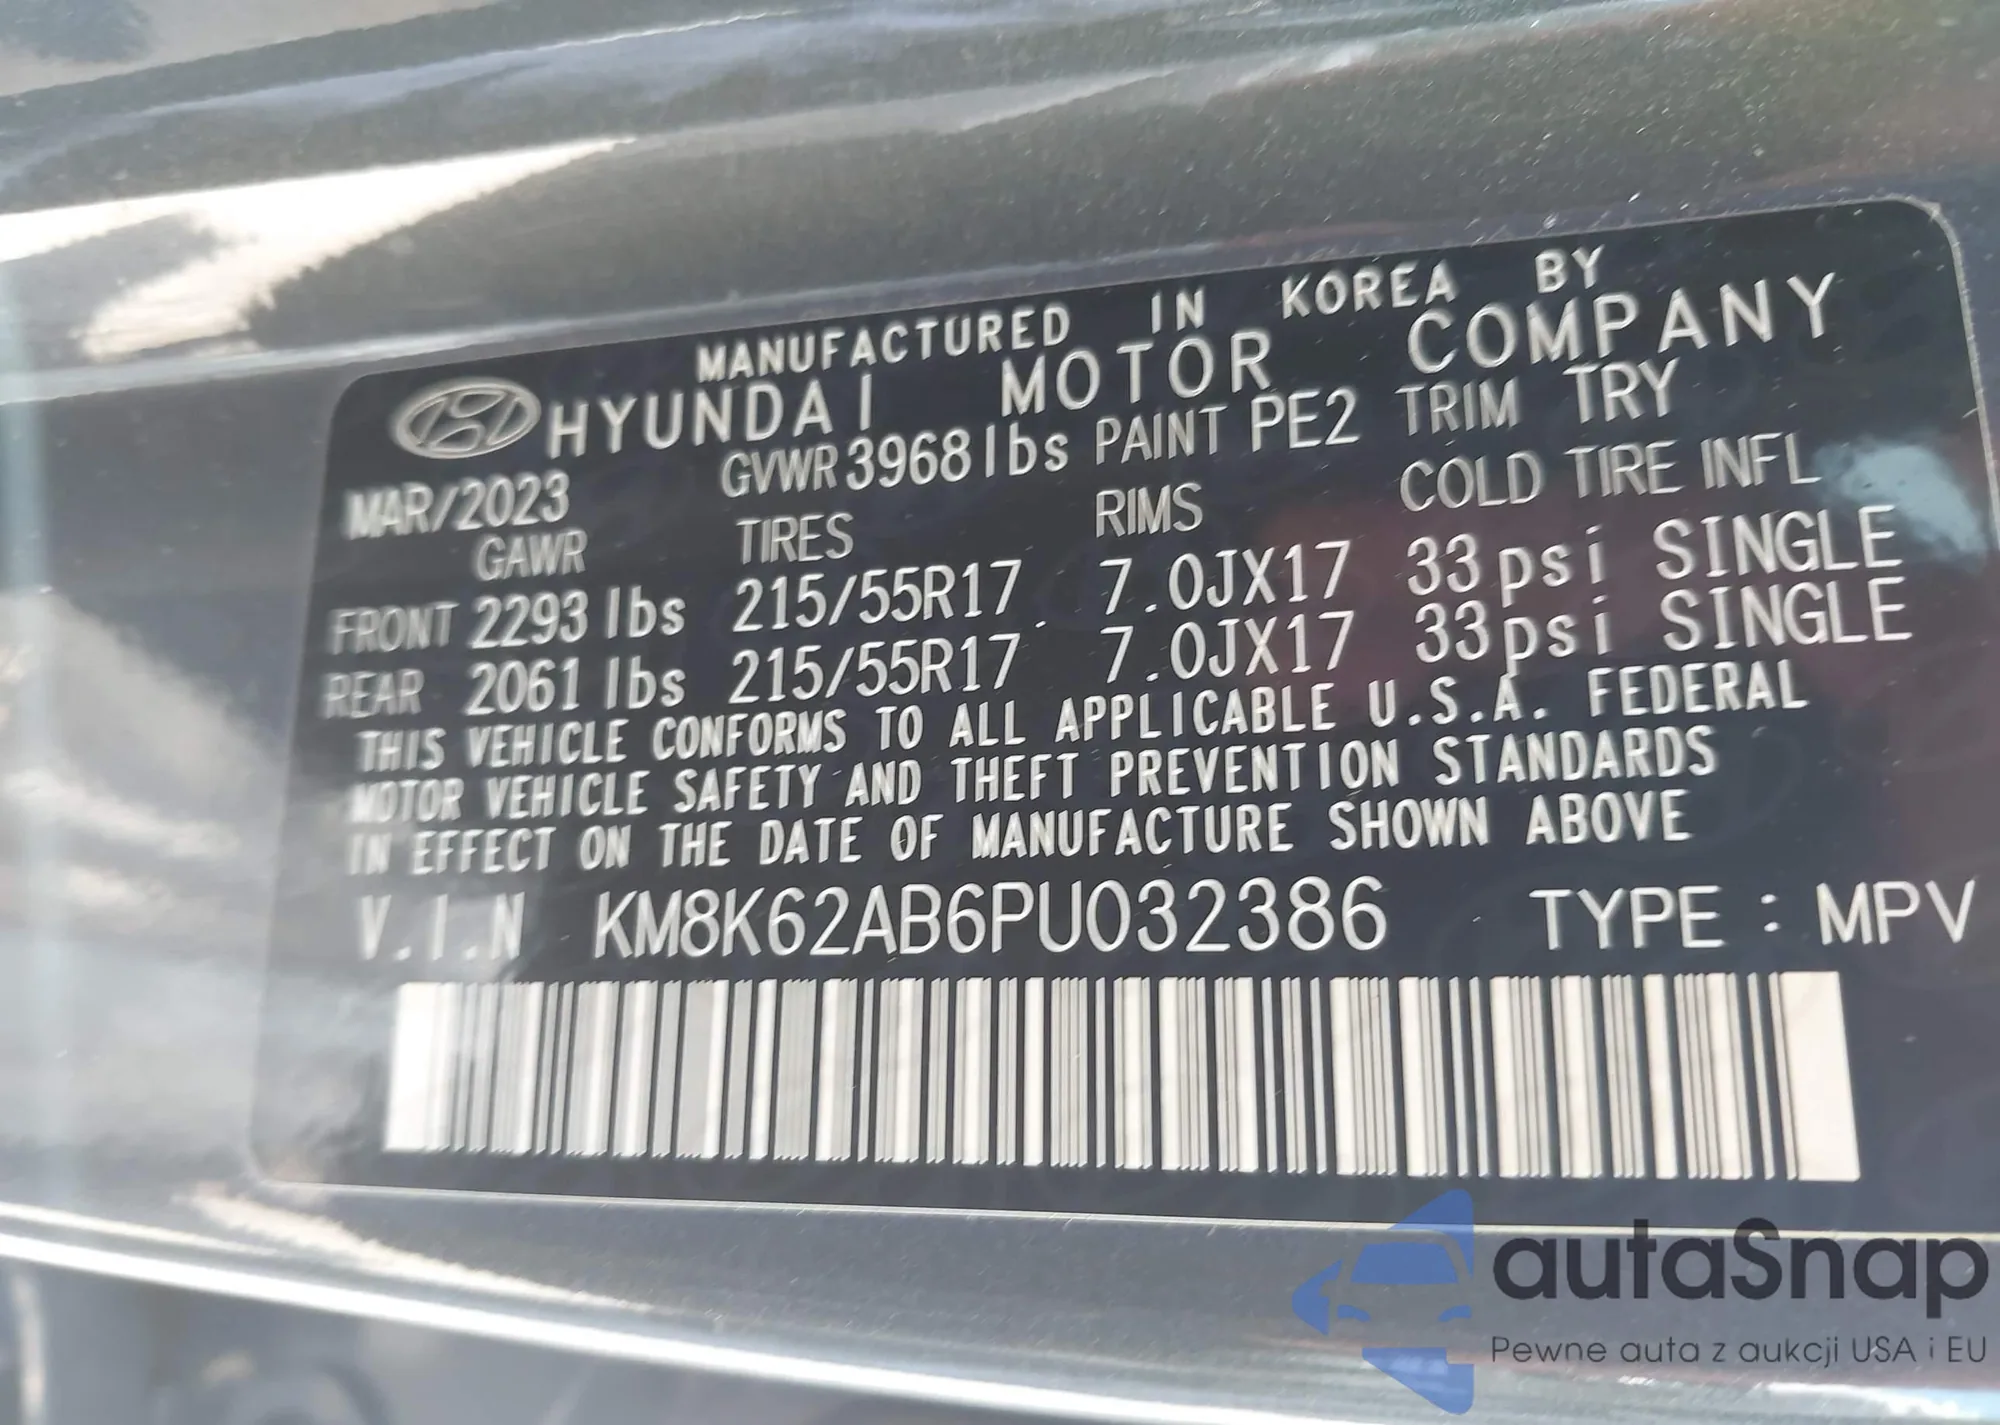 MANUFACTURED IN KOREA BY
HYUNDAI MOTOR COMPANY
MAR/2023 GVWR 3968 lbs PAINT PE2 TRIM TRY
GAWR TIRES RIMS COLD TIRE INFL
FRONT 2293 lbs 215/55R17 7.0JX17 33 psi SINGLE
REAR 2061 lbs 215/55R17 7.0JX17 33 psi SINGLE
THIS VEHICLE CONFORMS TO ALL APPLICABLE U.S.A. FEDERAL
MOTOR VEHICLE SAFETY AND THEFT PREVENTION STANDARDS
IN EFFECT ON THE DATE OF MANUFACTURE SHOWN ABOVE
V.I.N KM8K62AB6PU032386 TYPE : MPV
autaSnap
Pewne auta z aukcji USA i EU